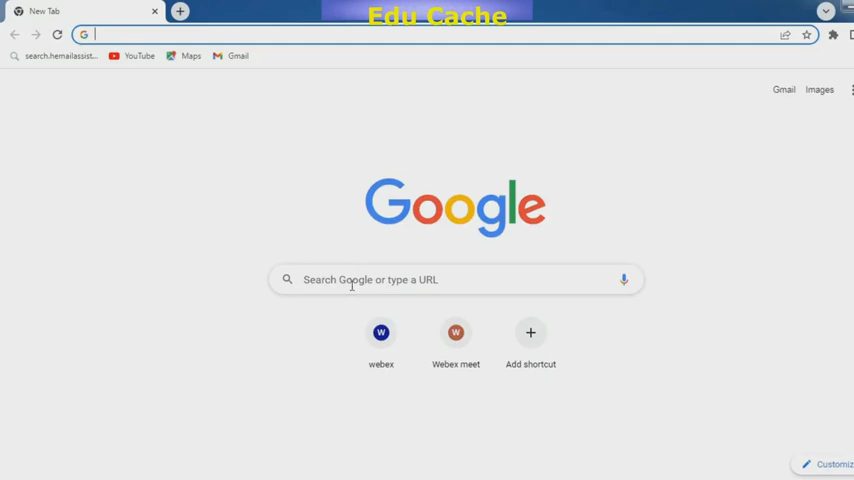 New Tab
Edu Cache
search.hemailassist...
YouTube
Maps
Gmail
Gmail
Images
Google
Search Google or type a URL
W
W
webex
Webex meet
Add shortcut
Customiz